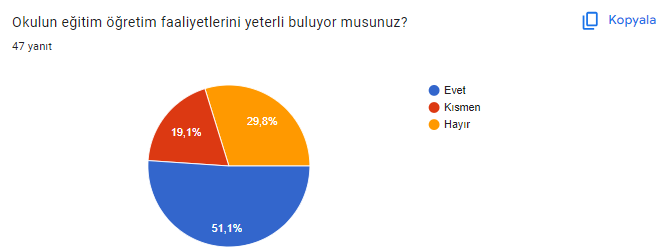 Okulun eğitim öğretim faaliyetlerini yeterli buluyor musunuz?
Kopyala
47 yanıt
Evet
Kısmen
Hayır
29,8%
19,1%
51,1%